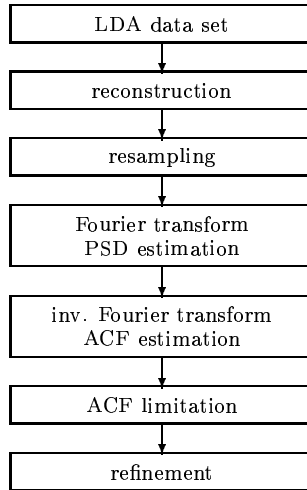 LDA data set
reconstruction
resampling
Fourier transform
PSD estimation
inv. Fourier transform
ACF estimation
ACF limitation
refinement